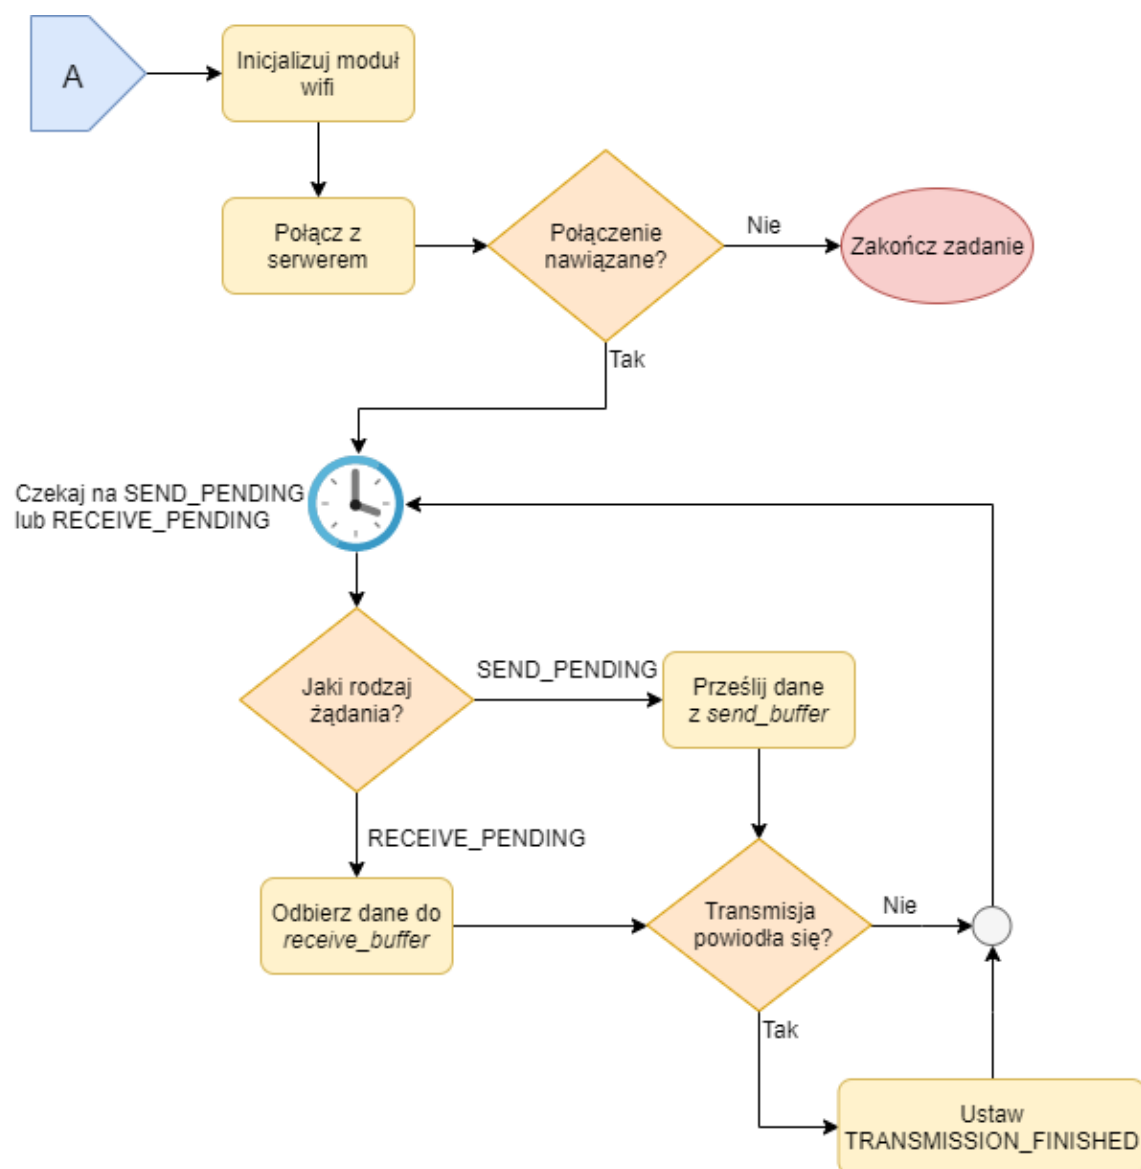 A
Inicjalizuj moduł
wifi
Połącz z
serwerem
Połączenie
nawiązane?
Nie
Zakończ zadanie
Tak
Czekaj na SEND_PENDING
lub RECEIVE_PENDING
Jaki rodzaj
żądania?
SEND_PENDING
Prześlij dane
z send_buffer
RECEIVE_PENDING
Odbierz dane do
receive_buffer
Transmisja
powiodła się?
Nie
Tak
Ustaw
TRANSMISSION_FINISHED